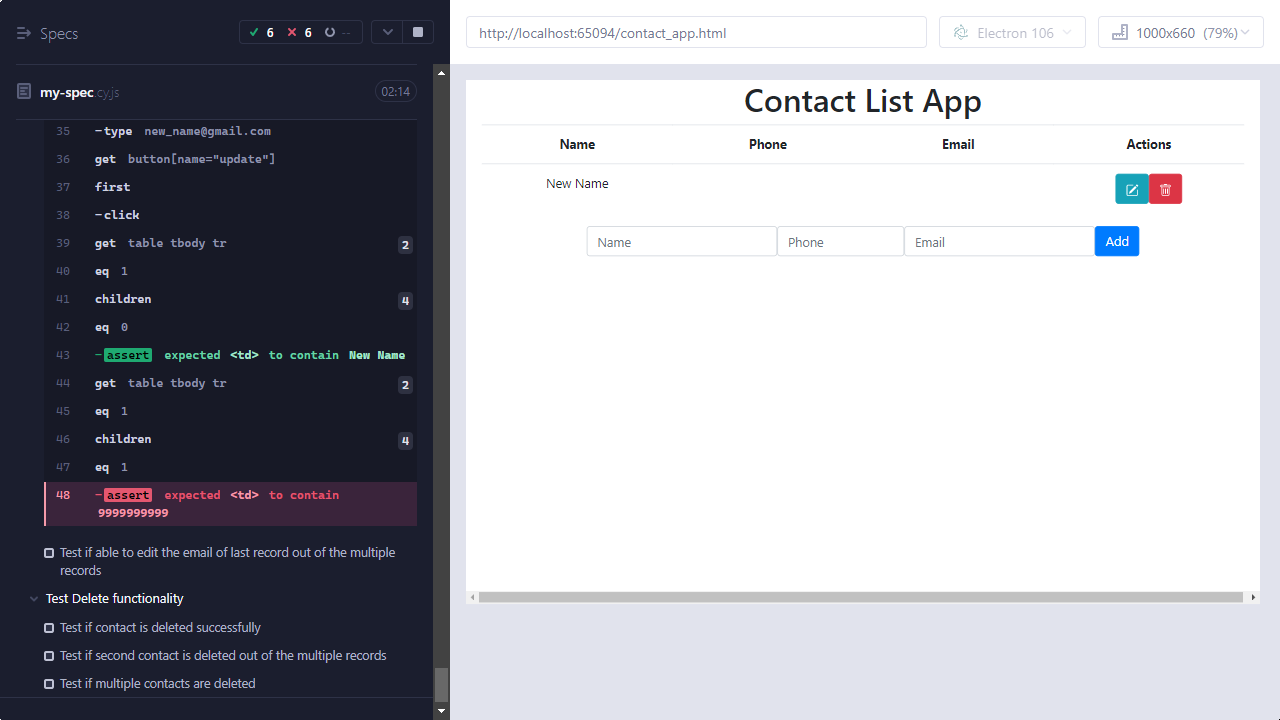 Specs
6 6 --
my-spec.cy.js 02:14
35 -type new_name@gmail.com
36 get button[name="update"]
37 first
38 -click
39 get table tbody tr 2
40 eq 1
41 children 4
42 eq 0
43 -assert expected <td> to contain New Name
44 get table tbody tr 2
45 eq 1
46 children 4
47 eq 1
48 -assert expected <td> to contain
9999999999
Test if able to edit the email of last record out of the multiple
records
Test Delete functionality
Test if contact is deleted successfully
Test if second contact is deleted out of the multiple records
Test if multiple contacts are deleted
http://localhost:65094/contact_app.html Electron 106 1000x660 (79%)
Contact List App
Name Phone Email Actions
New Name
Name Phone Email Add